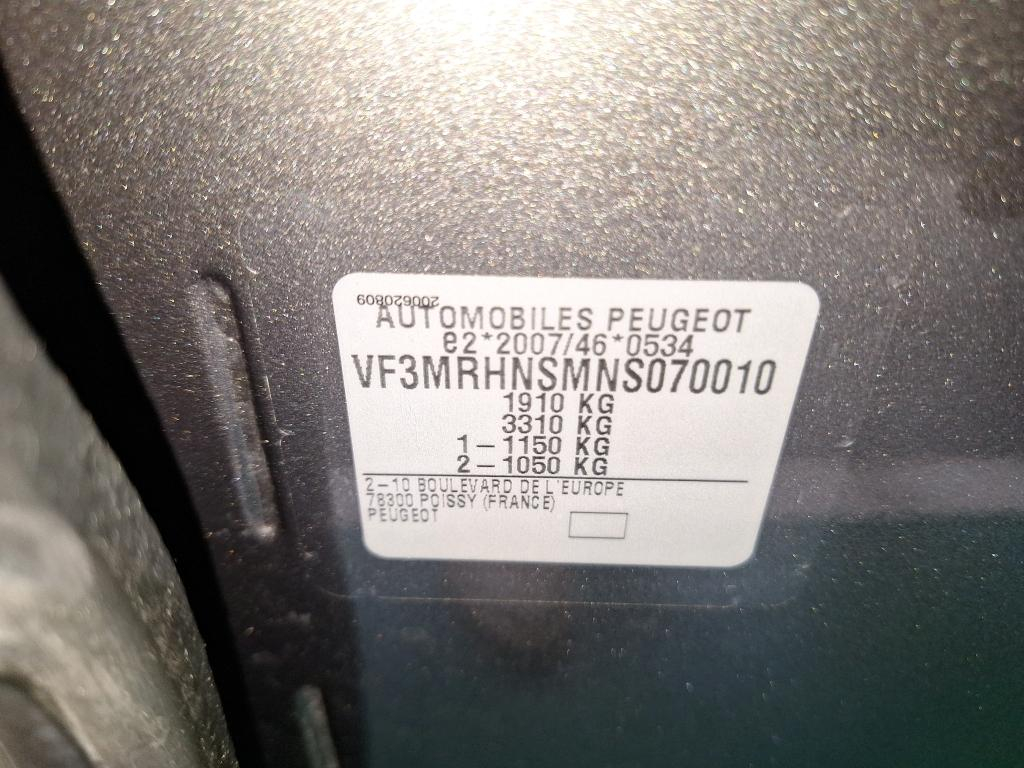 200620809
AUTOMOBILES PEUGEOT
e2*2007/46*0534
VF3MRHNSMNS070010
1910 KG
3310 KG
1-1150 KG
2-1050 KG
2-10 BOULEVARD DE L'EUROPE
78300 POISSY (FRANCE)
PEUGEOT